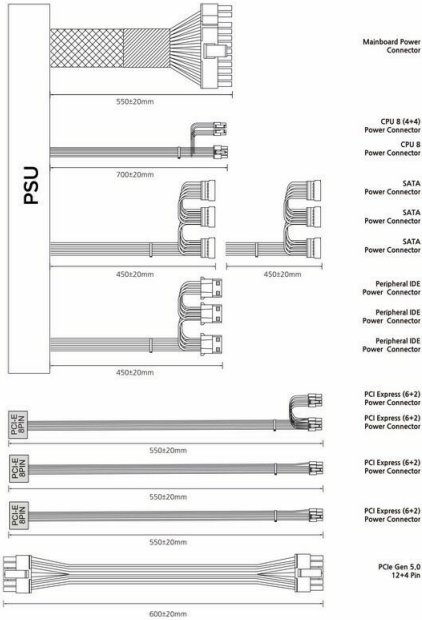 Mainboard Power
Connector
550±20mm
PSU
CPU 8 (4+4)
Power Connector
CPU 8
Power Connector
700±20mm
SATA
Power Connector
SATA
Power Connector
SATA
Power Connector
450±20mm
450±20mm
Peripheral IDE
Power Connector
Peripheral IDE
Power Connector
Peripheral IDE
Power Connector
450±20mm
PCI Express (6+2)
Power Connector
PCI-E
8PIN
PCI Express (6+2)
Power Connector
550±20mm
PCI-E
8PIN
PCI Express (6+2)
Power Connector
550±20mm
PCI-E
8PIN
PCI Express (6+2)
Power Connector
550±20mm
PCIe Gen 5.0
12+4 Pin
600±20mm